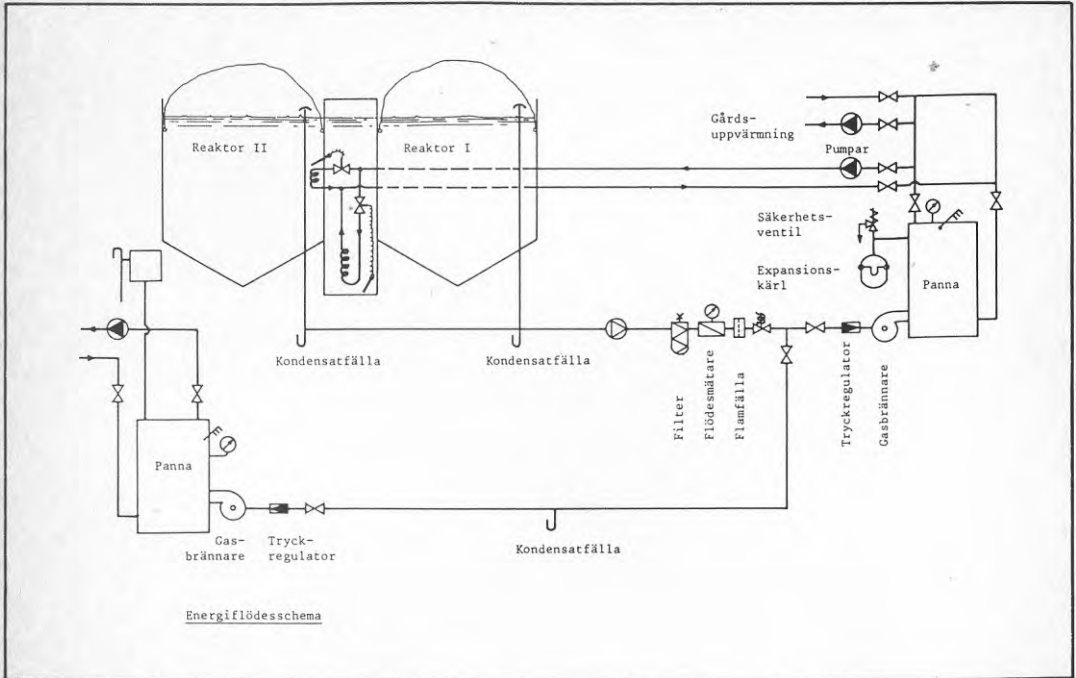 Reaktor II
Reaktor I
Gårds-
uppvärmning
Pumpar
Säkerhets-
ventil
Expansions-
kärl
Panna
Kondensatfälla
Kondensatfälla
Filter
Flödesmätare
Flamfälla
Tryckregulator
Gasbrännare
Panna
Gas-
brännare
Tryck-
regulator
Kondensatfälla
Energiflödesschema